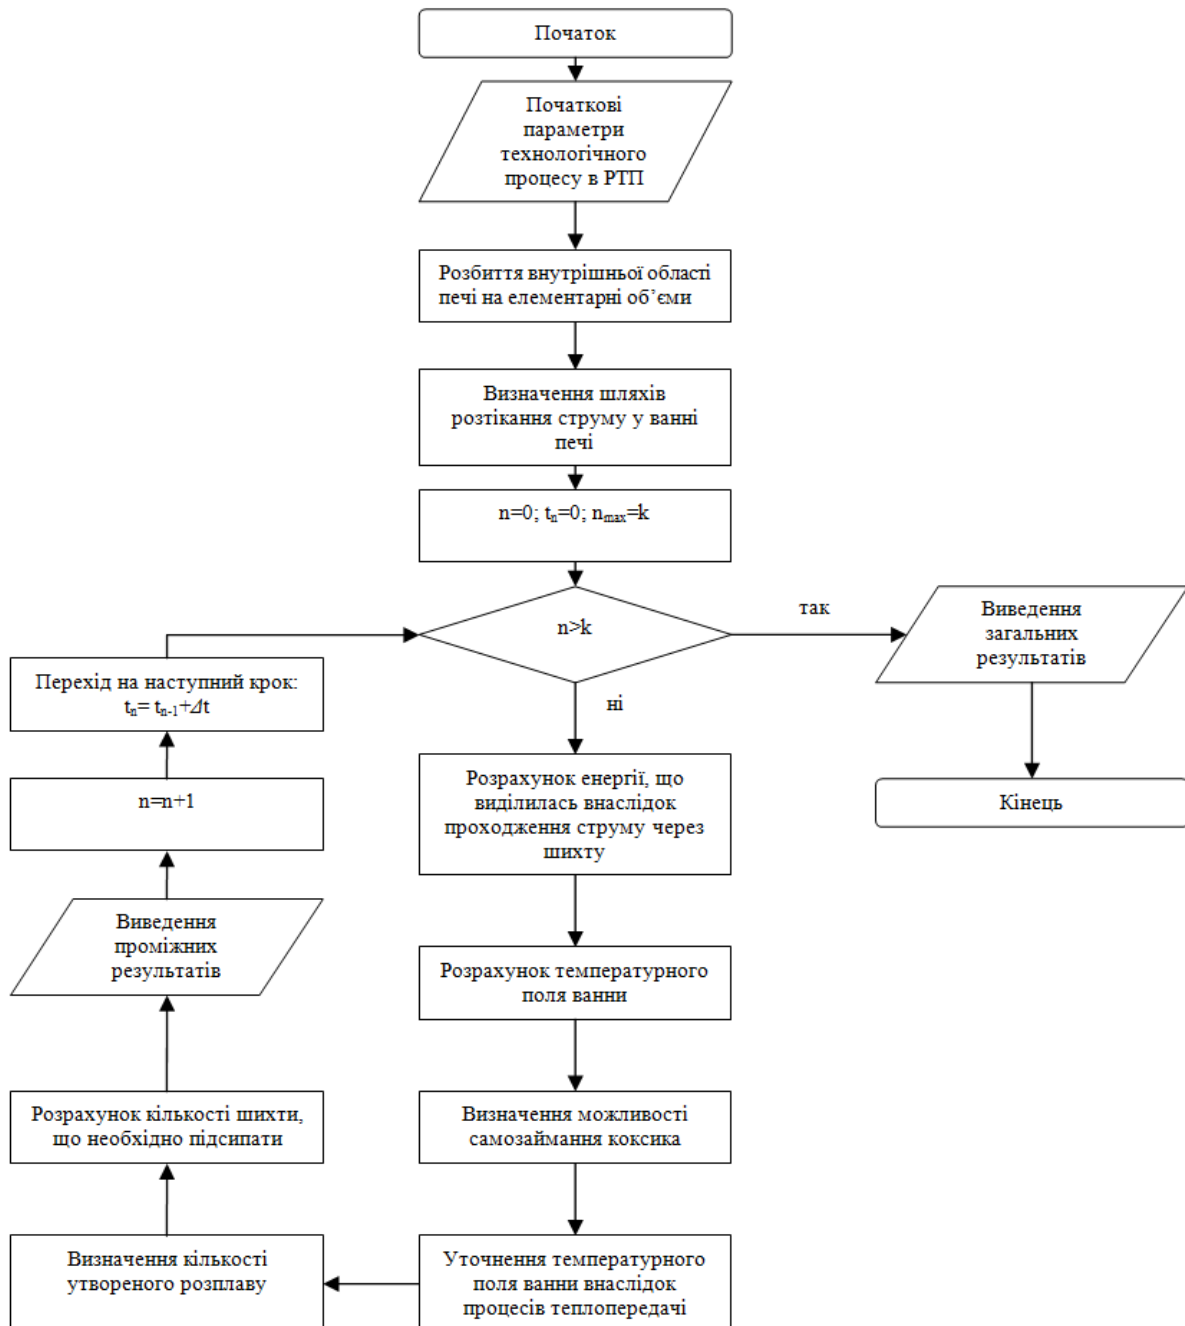 Початок
Початкові
параметри
технологічного
процесу в РТП
Розбиття внутрішньої області
печі на елементарні об’єми
Визначення шляхів
розтікання струму у ванні
печі
n=0; tₙ=0; nₘₐₓ=k
n>k
так
Виведення
загальних
результатів
Кінець
ні
Розрахунок енергії, що
виділилась внаслідок
проходження струму через
шихту
Розрахунок температурного
поля ванни
Визначення можливості
самозаймання коксика
Уточнення температурного
поля ванни внаслідок
процесів теплопередачі
Визначення кількості
утвореного розплаву
Розрахунок кількості шихти,
що необхідно підсипати
Виведення
проміжних
результатів
n=n+1
Перехід на наступний крок:
tₙ= tₙ₋₁+Δt